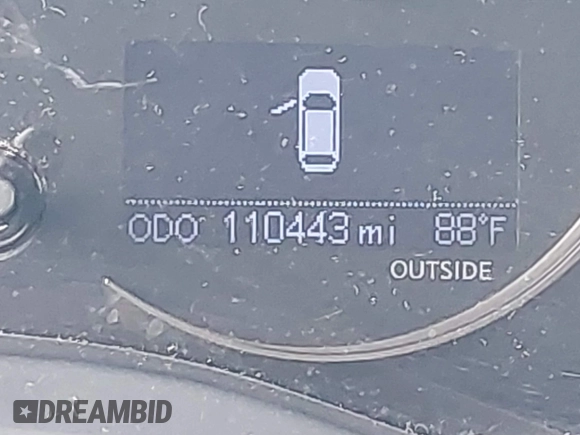 ODO 110443 mi 88°F
OUTSIDE
DREAMBID